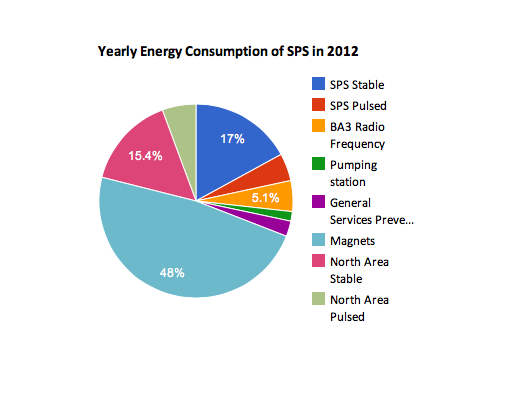 Yearly Energy Consumption of SPS in 2012
17%
5.1%
48%
15.4%
SPS Stable
SPS Pulsed
BA3 Radio
Frequency
Pumping
station
General
Services Preve...
Magnets
North Area
Stable
North Area
Pulsed